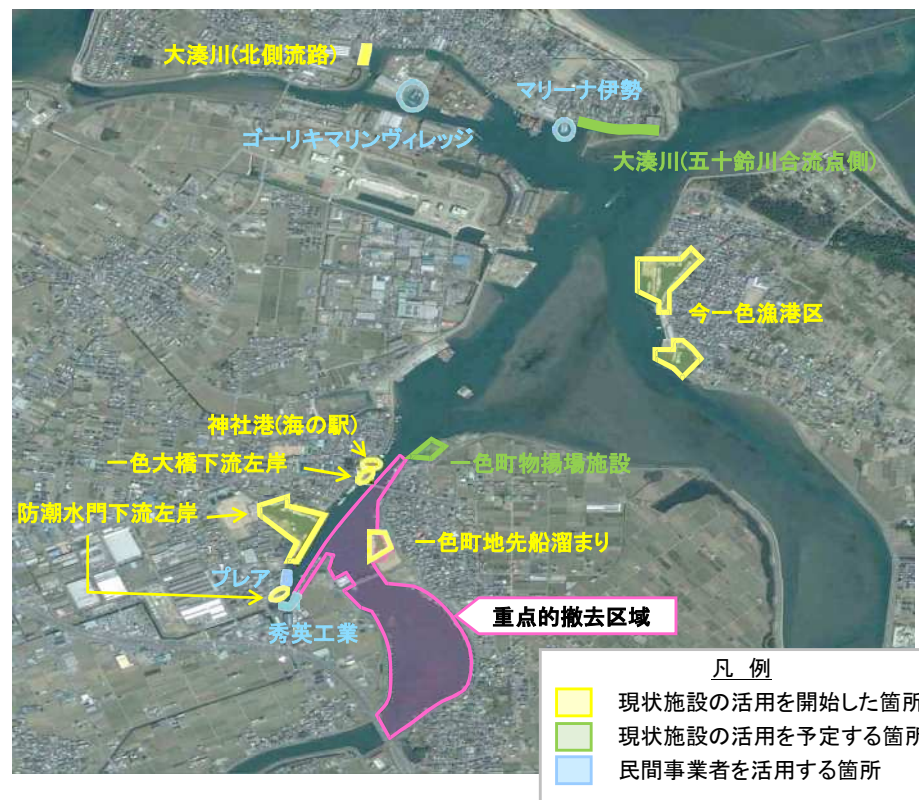 大湊川(北側流路)
マリーナ伊勢
ゴーリキマリンヴィレッジ
大湊川(五十鈴川合流点側)
今一色漁港区
神社港(海の駅)
一色大橋下流左岸
一色町物揚場施設
防潮水門下流左岸
一色町地先船溜まり
プレア
重点的撤去区域
秀英工業
凡 例
現状施設の活用を開始した箇所
現状施設の活用を予定する箇所
民間事業者を活用する箇所